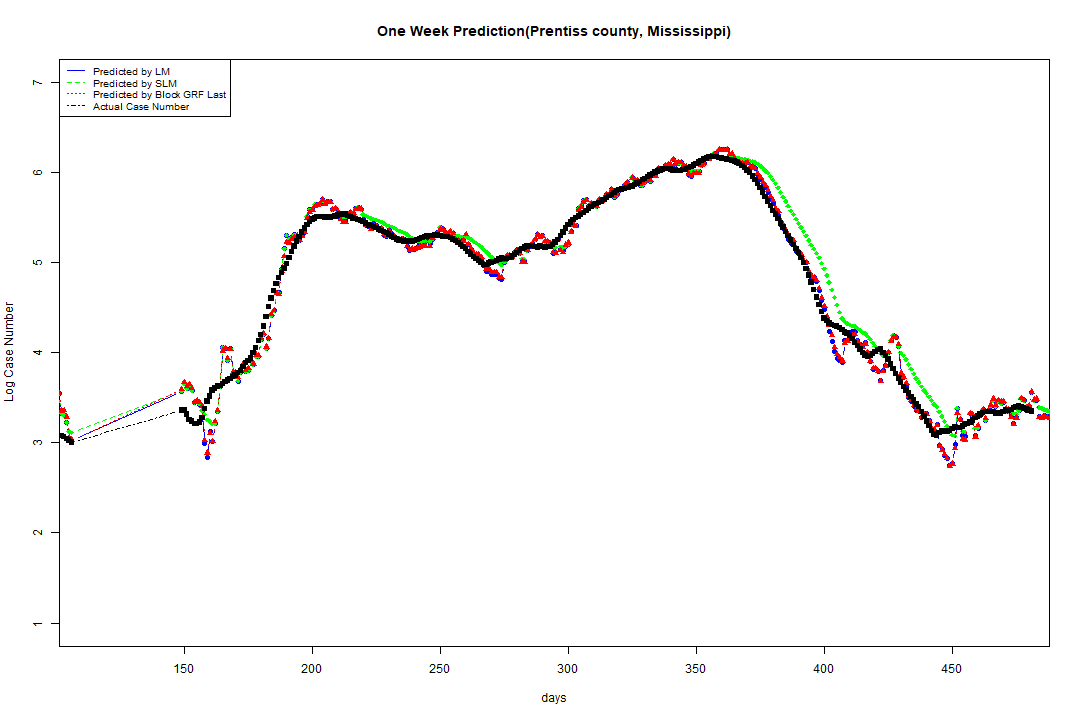 One Week Prediction(Prentiss county, Mississippi)
Predicted by LM
Predicted by SLM
Predicted by Block GRF Last
Actual Case Number
7
6
5
4
3
2
1
Log Case Number
150 200 250 300 350 400 450
days